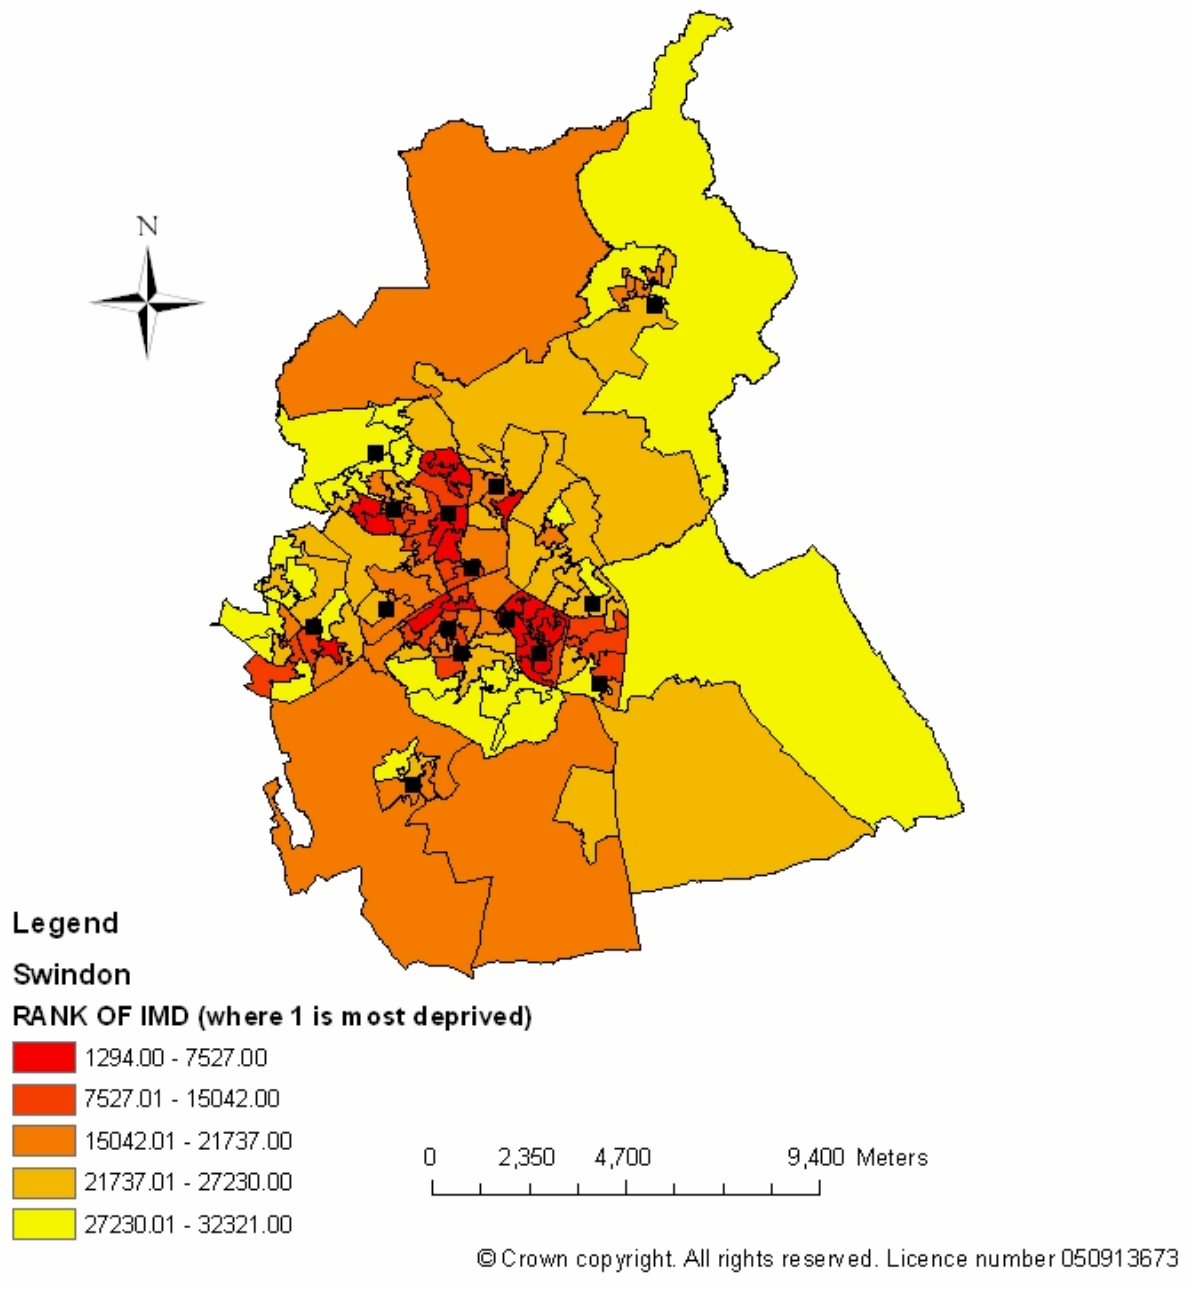 N
Legend
Swindon
RANK OF IMD (where 1 is most deprived)
1294.00 - 7527.00
7527.01 - 15042.00
15042.01 - 21737.00
21737.01 - 27230.00
27230.01 - 32321.00
0 2,350 4,700 9,400 Meters
© Crown copyright. All rights reserved. Licence number 050913673